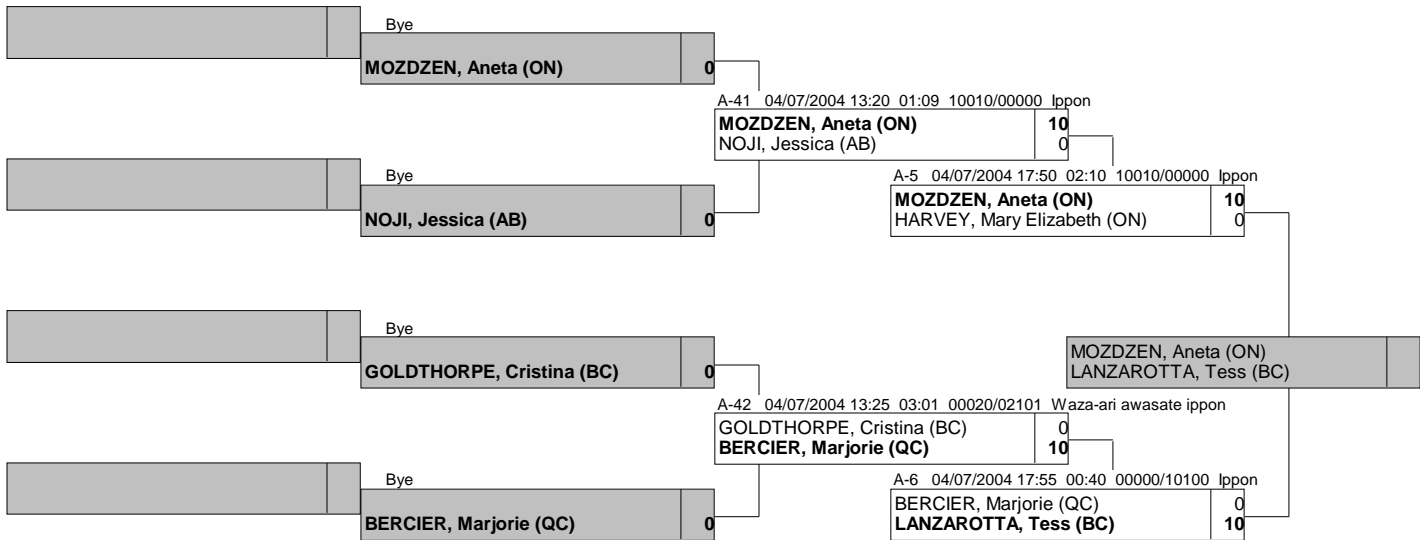 Bye
MOZDZEN, Aneta (ON) 0
A-41 04/07/2004 13:20 01:09 10010/00000 Ippon
MOZDZEN, Aneta (ON) 10
NOJI, Jessica (AB) 0
Bye
NOJI, Jessica (AB) 0
A-5 04/07/2004 17:50 02:10 10010/00000 Ippon
MOZDZEN, Aneta (ON) 10
HARVEY, Mary Elizabeth (ON) 0
Bye
GOLDTHORPE, Cristina (BC) 0
MOZDZEN, Aneta (ON)
LANZAROTTA, Tess (BC)
A-42 04/07/2004 13:25 03:01 00020/02101 Waza-ari awasate ippon
GOLDTHORPE, Cristina (BC) 0
BERCIER, Marjorie (QC) 10
Bye
BERCIER, Marjorie (QC) 0
A-6 04/07/2004 17:55 00:40 00000/10100 Ippon
BERCIER, Marjorie (QC) 0
LANZAROTTA, Tess (BC) 10